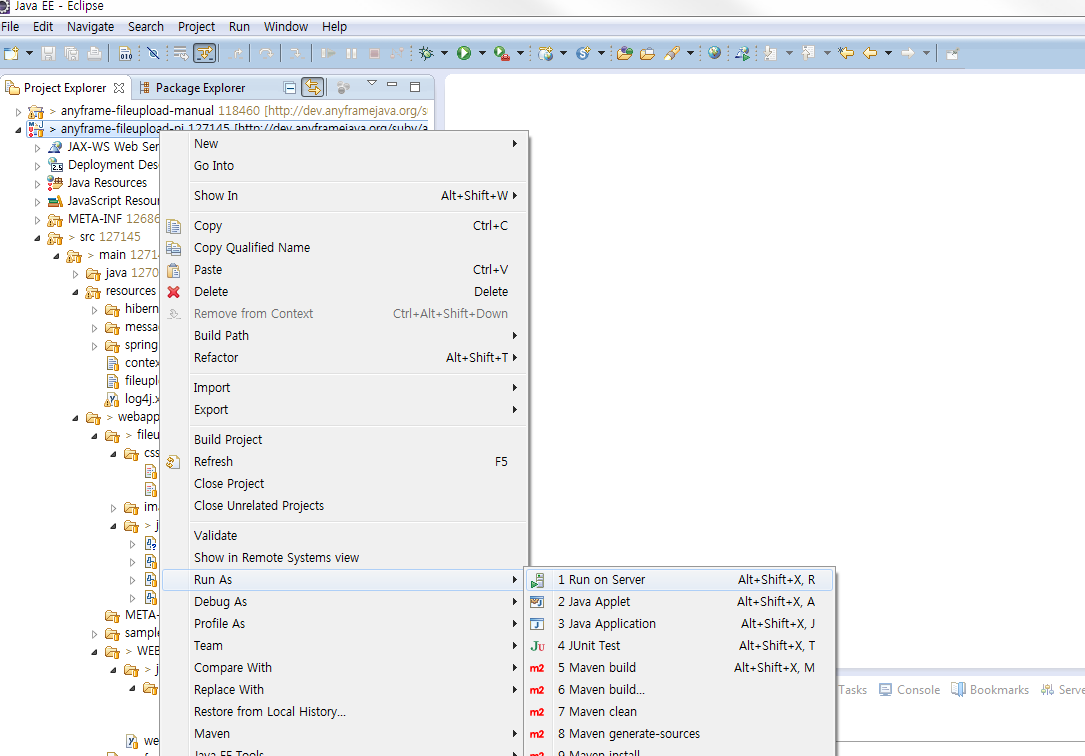 Java EE - Eclipse
File Edit Navigate Search Project Run Window Help
Project Explorer Package Explorer
> anyframe-fileupload-manual 118460 [http://dev.anyframejava.org/s
> anyframe-fileupload-pi 127145 [http://dev.anyframejava.org/subv/a
JAX-WS Web Ser
Deployment Des
Java Resources
JavaScript Resour
META-INF 12686
> src 127145
> main 12714
java 1270
resources
hibern
messa
spring
contex
fileuplo
log4j.x
> webapp
> fileu
css
ima
> j
META-
sample
> WEB
> j
we
New
Go Into
Show In Alt+Shift+W
Copy Ctrl+C
Copy Qualified Name
Paste Ctrl+V
Delete Delete
Remove from Context Ctrl+Alt+Shift+Down
Build Path
Refactor Alt+Shift+T
Import
Export
Build Project
Refresh F5
Close Project
Close Unrelated Projects
Validate
Show in Remote Systems view
Run As
Debug As
Profile As
Team
Compare With
Replace With
Restore from Local History...
Maven
Java EE Tools
1 Run on Server Alt+Shift+X, R
2 Java Applet Alt+Shift+X, A
3 Java Application Alt+Shift+X, J
4 JUnit Test Alt+Shift+X, T
5 Maven build Alt+Shift+X, M
6 Maven build...
7 Maven clean
8 Maven generate-sources
9 Maven install
Tasks Console Bookmarks Serve